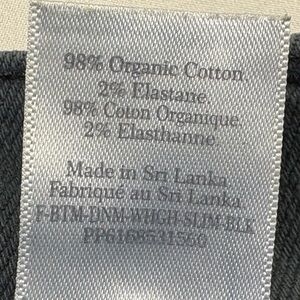 98% Organic Cotton.
2% Elastane.
98% Coton Organique.
2% Elasthanne.
Made in Sri Lanka
Fabriqué au Sri Lanka
F-BTM-DNM-WHGH-SLIM-BLK
PP6168531566